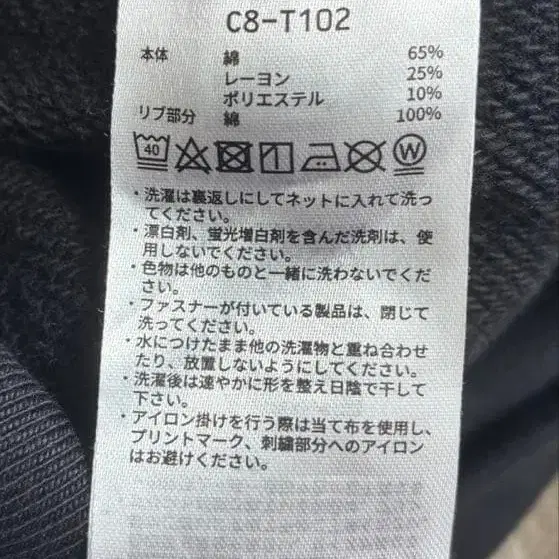 C8-T102
本体 綿 65%
レーヨン 25%
ポリエステル 10%
リブ部分 綿 100%
40 W
・洗濯は裏返しにしてネットに入れて洗っ
てください。
・漂白剤、蛍光増白剤を含んだ洗剤は、使
用しないでください。
・色物は他のものと一緒に洗わないでくだ
さい。
・ファスナーが付いている製品は、閉じて
洗ってください。
・水につけたまま他の洗濯物と重ね合わせ
たり、放置しないようにしてください。
・洗濯後は速やかに形を整え日陰で干して
下さい。
・アイロン掛けを行う際は当て布を使用し、
プリントマーク、刺繍部分へのアイロン
はお避けください。